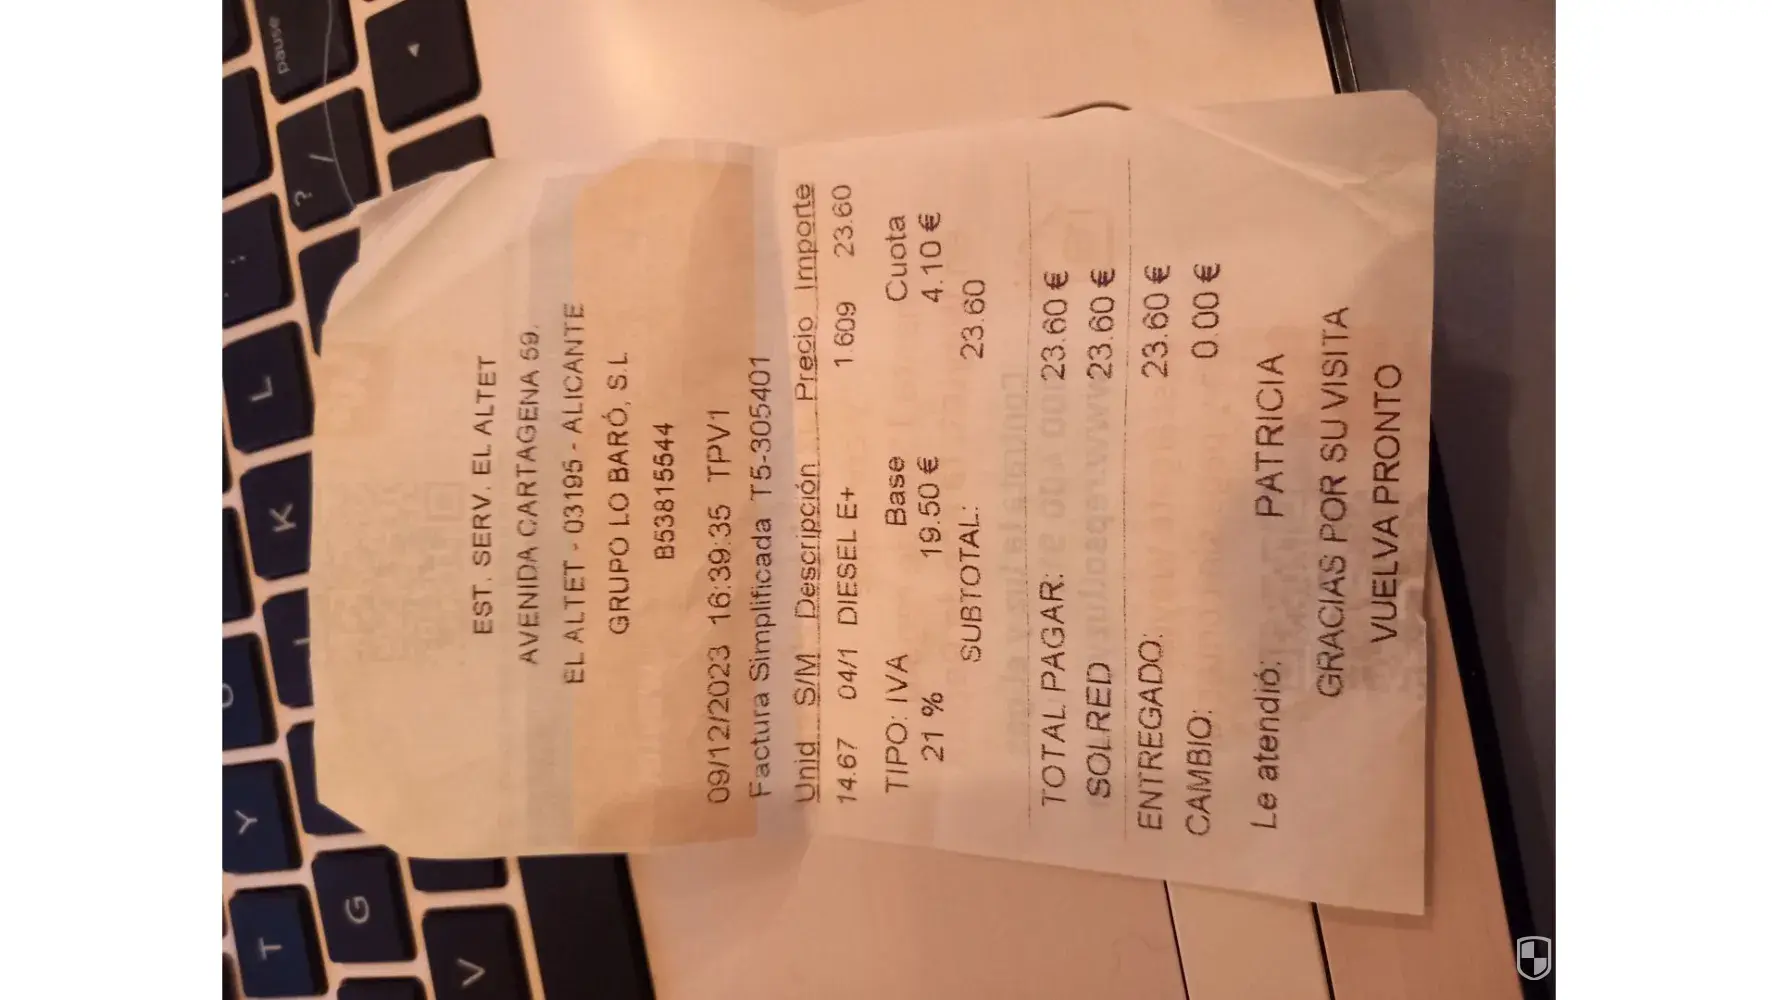 EST. SERV. EL ALTET
AVENIDA CARTAGENA 59.
EL ALTET - 03195 - ALICANTE
GRUPO LO BARÓ, S.L
B53815544
09/12/2023 16:39:35 TPV1
Factura Simplificada T5-305401
Unid S/M Descripción Precio Importe
14.67 04/1 DIESEL E+ 1.609 23.60
TIPO: IVA Base Cuota
21 % 19.50 € 4.10 €
SUBTOTAL: 23.60
TOTAL PAGAR: 23.60 €
SOLRED 23.60 €
ENTREGADO: 23.60 €
CAMBIO: 0.00 €
Le atendió: PATRICIA
GRACIAS POR SU VISITA
VUELVA PRONTO
pause
? /
L
K
Y
T
G
V